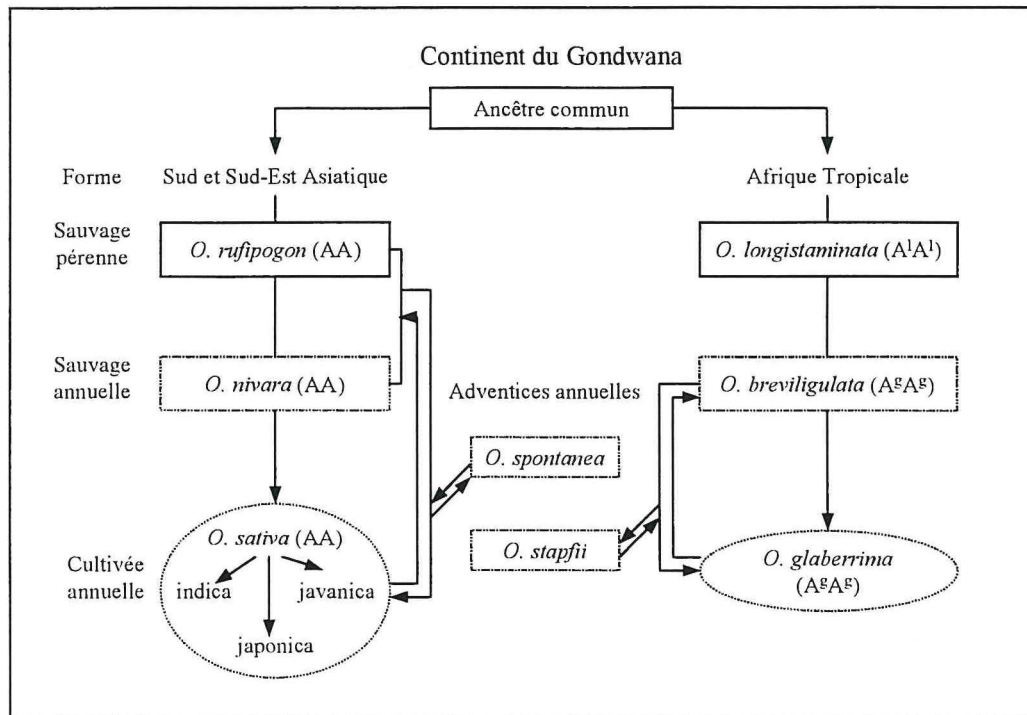 Continent du Gondwana
Ancêtre commun
Forme Sud et Sud-Est Asiatique Afrique Tropicale
Sauvage
pérenne
O. rufipogon (AA) O. longistaminata (AˡAˡ)
Sauvage
annuelle
O. nivara (AA) Adventices annuelles O. breviligulata (AᵍAᵍ)
O. spontanea
O. stapfii
O. sativa (AA)
Cultivée
annuelle
indica javanica
japonica
O. glaberrima
(AᵍAᵍ)